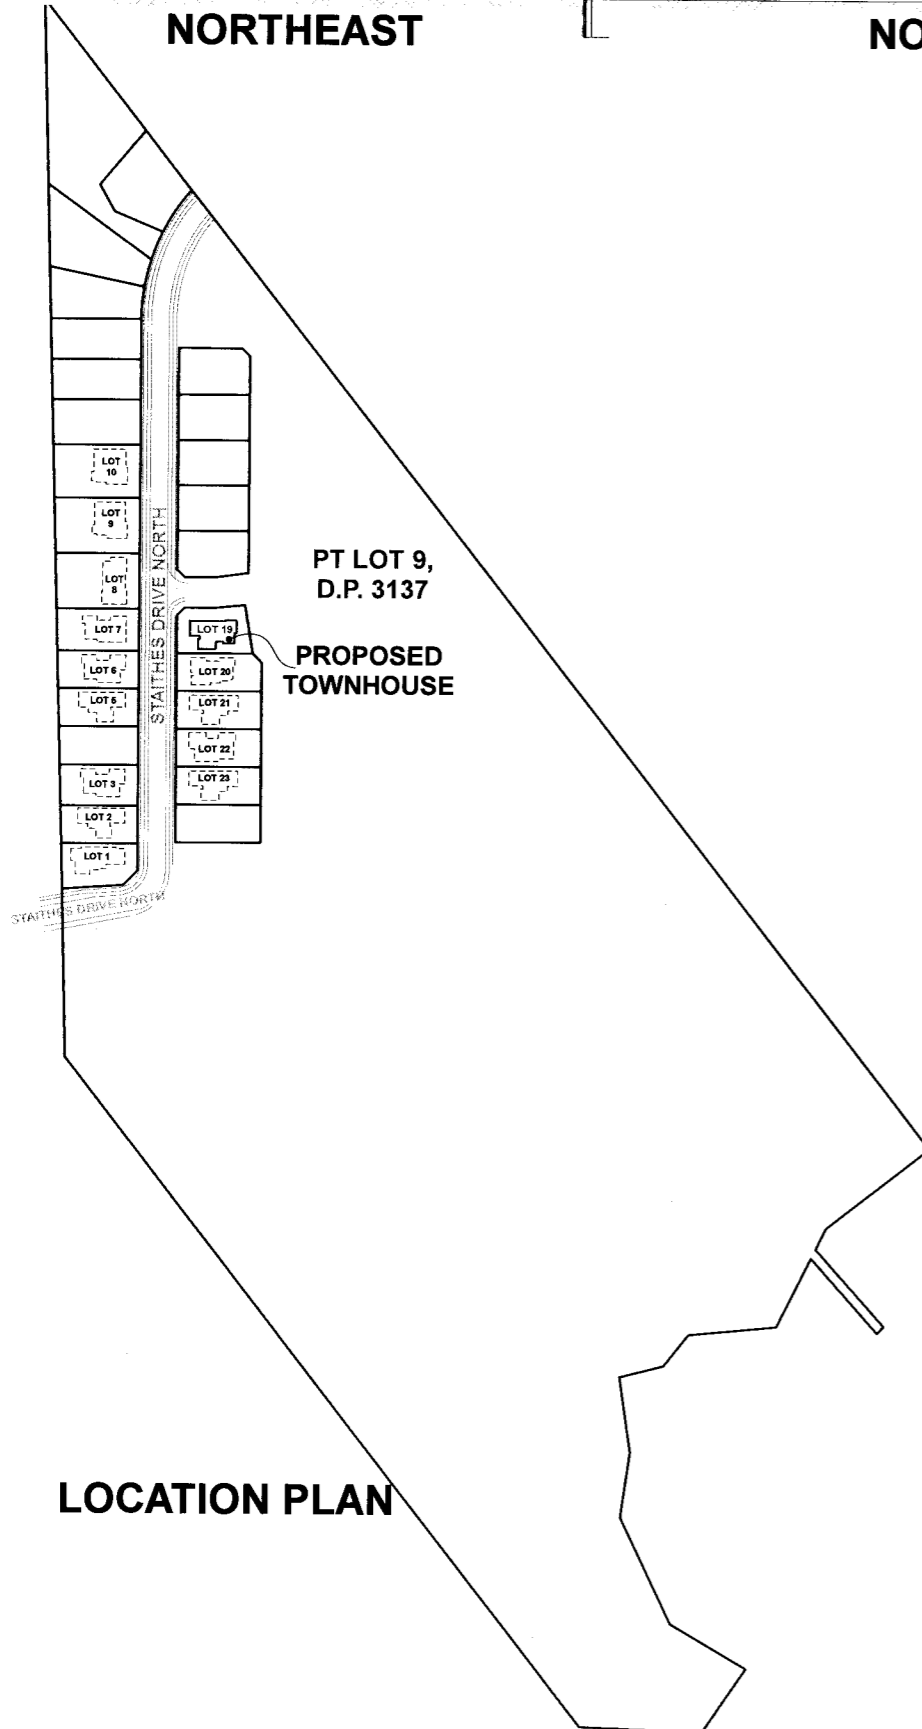 NORTHEAST
NO
LOT
10
LOT
9
LOT
8
LOT 7
LOT 6
LOT 5
LOT 3
LOT 2
LOT 1
STAITHES DRIVE NORTH
STAITHES DRIVE NORTH
PT LOT 9,
D.P. 3137
LOT 19
PROPOSED
TOWNHOUSE
LOT 20
LOT 21
LOT 22
LOT 23
LOCATION PLAN